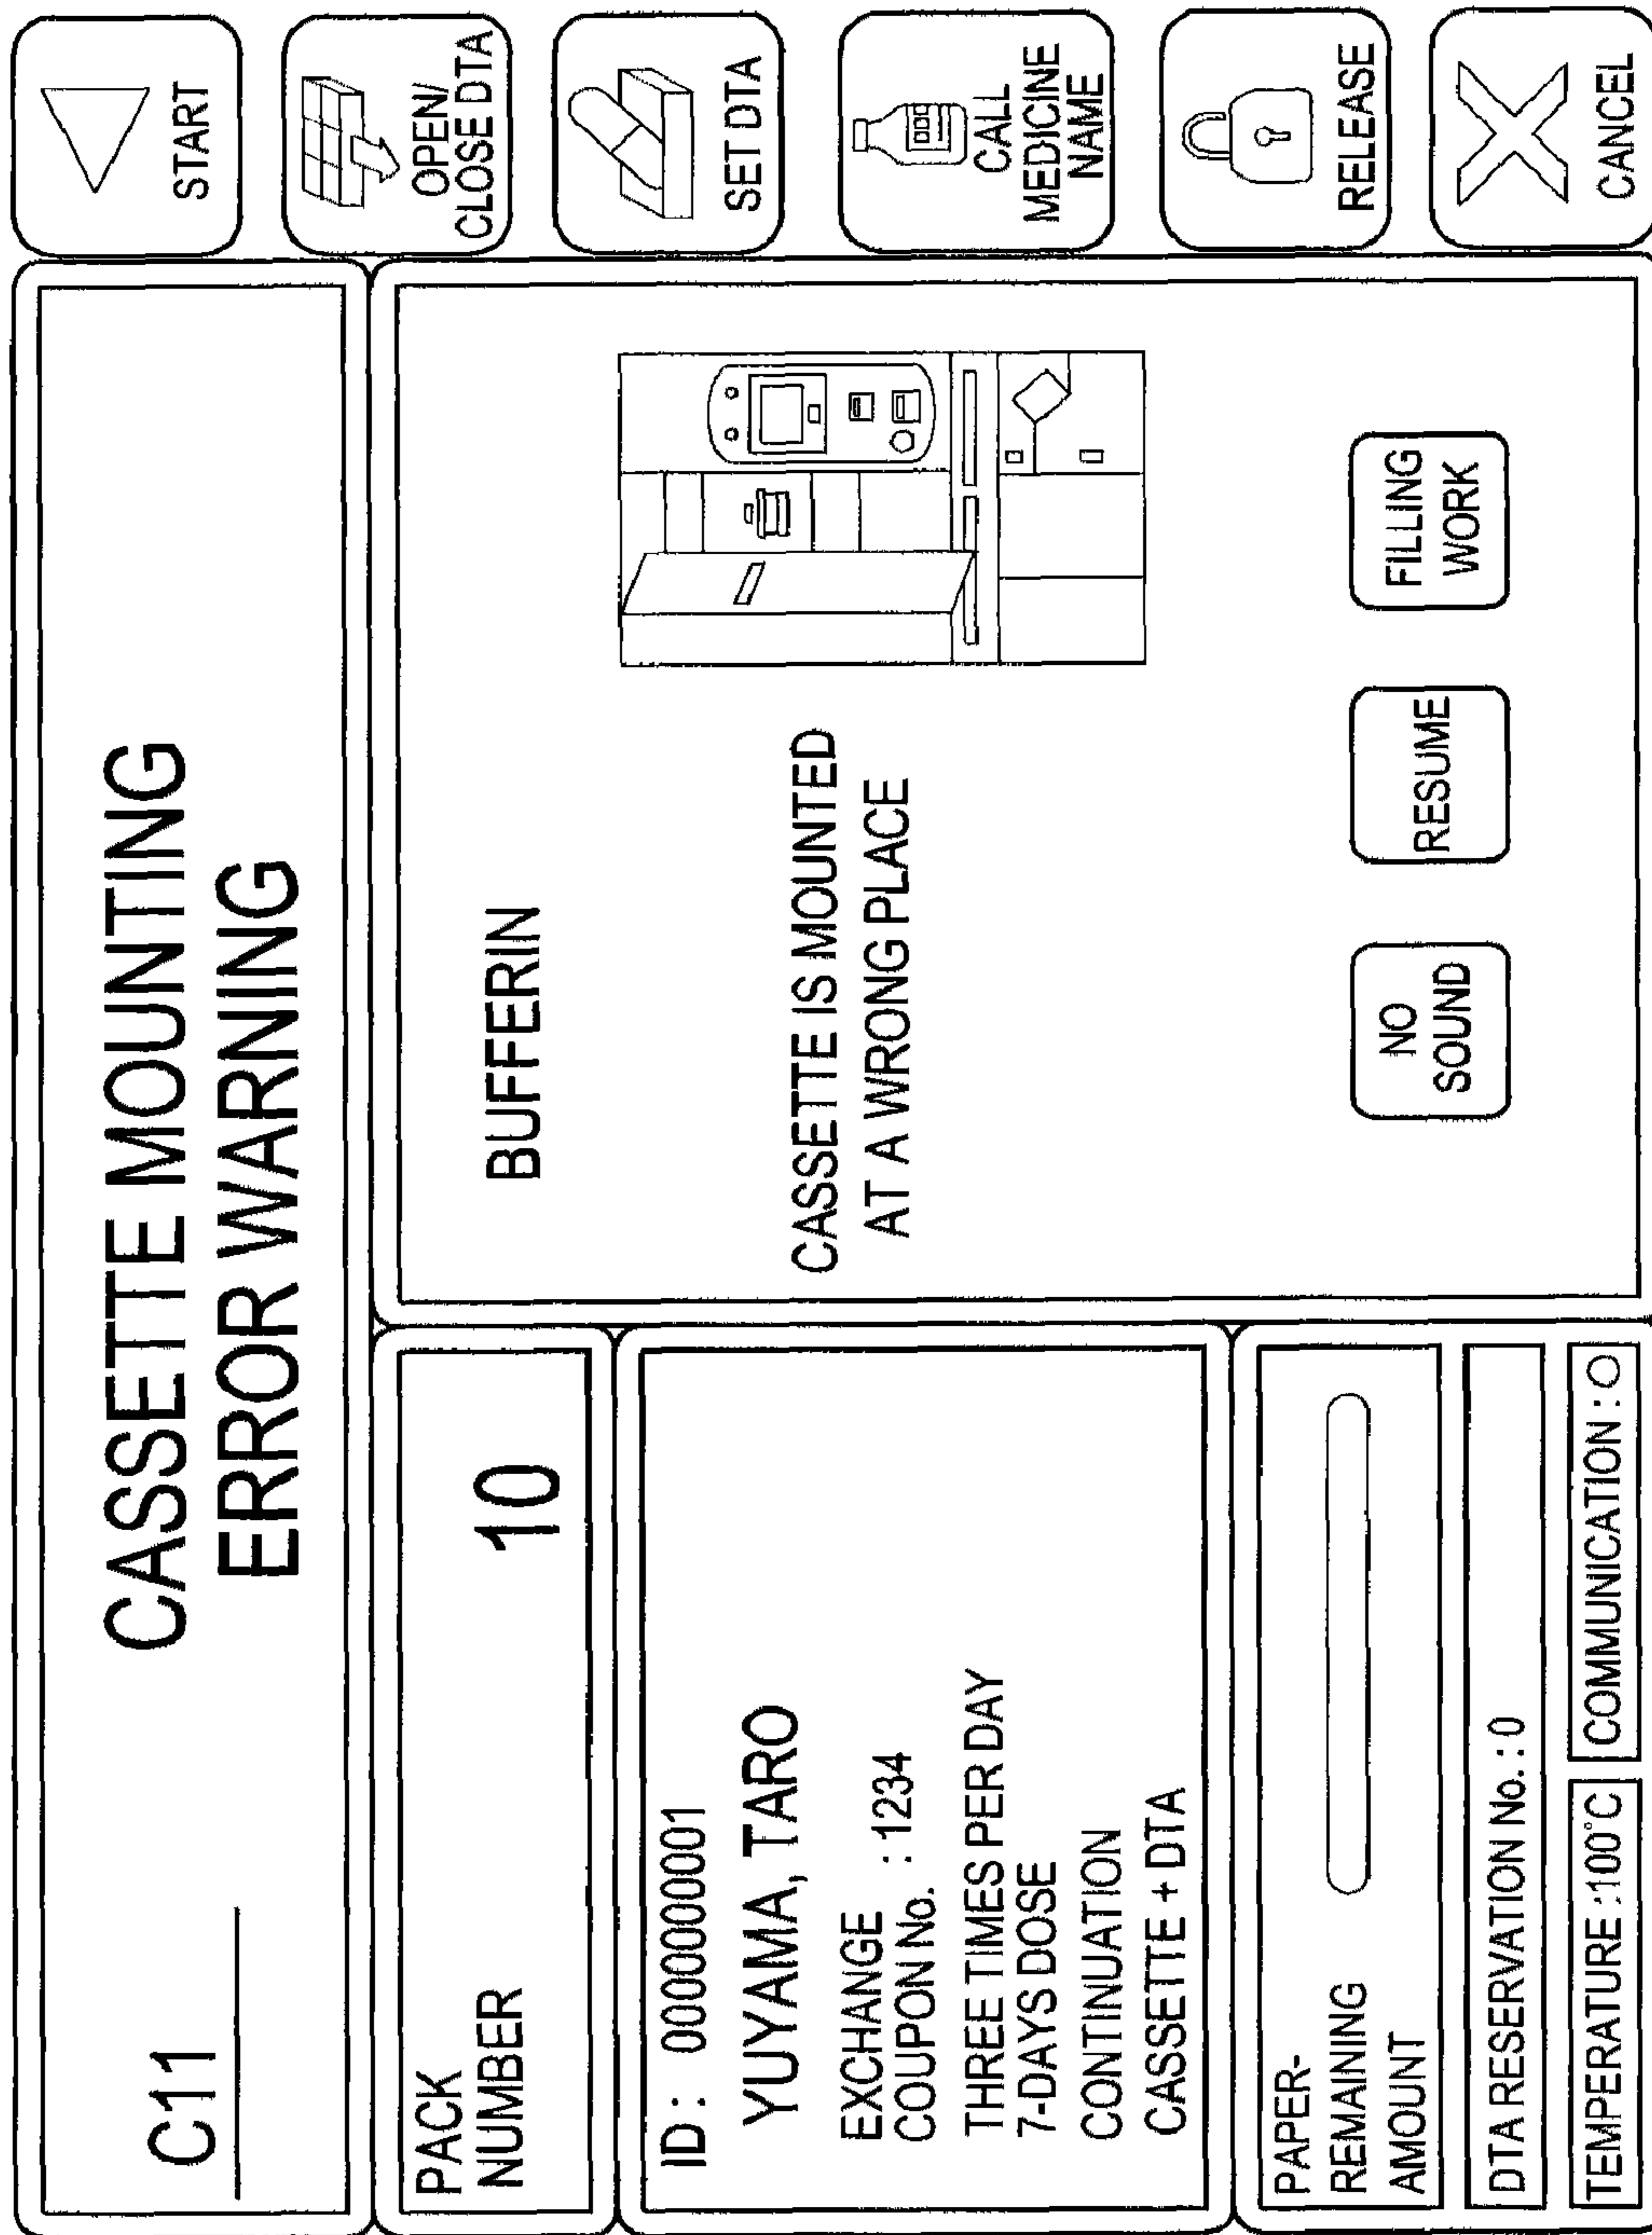 C11
CASSETTE MOUNTING
ERROR WARNING
PACK
NUMBER
10
ID : 0000000001
YUYAMA, TARO
EXCHANGE
COUPON No. : 1234
THREE TIMES PER DAY
7-DAYS DOSE
CONTINUATION
CASSETTE + DTA
PAPER-
REMAINING
AMOUNT
DTA RESERVATION No. : 0
TEMPERATURE :100°C
COMMUNICATION : O
BUFFERIN
CASSETTE IS MOUNTED
AT A WRONG PLACE
NO
SOUND
RESUME
FILLING
WORK
START
OPEN/
CLOSE DTA
SET DTA
CALL
MEDICINE
NAME
RELEASE
CANCEL